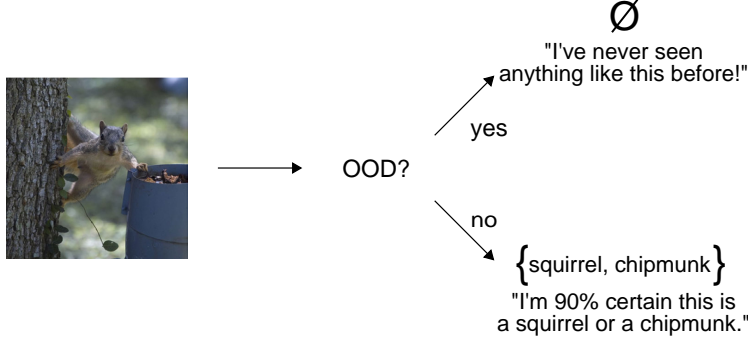 Ø
"I've never seen
anything like this before!"
yes
OOD?
no
{squirrel, chipmunk}
"I'm 90% certain this is
a squirrel or a chipmunk."